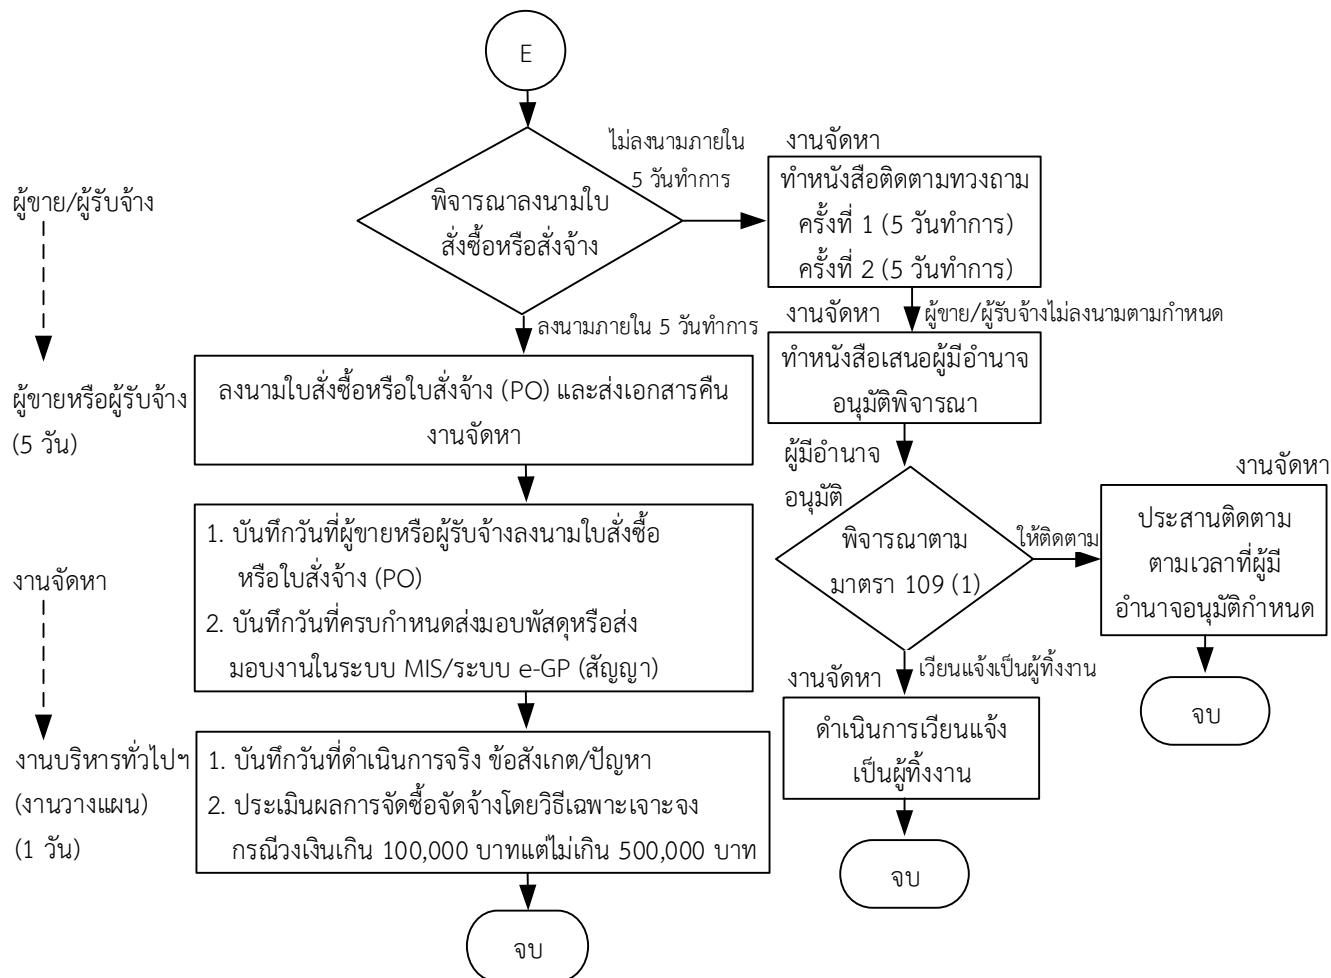 E
ไม่ลงนามภายใน
5 วันทำการ
งานจัดหา
ทำหนังสือติดตามทวงถาม
ครั้งที่ 1 (5 วันทำการ)
ครั้งที่ 2 (5 วันทำการ)
ผู้ขาย/ผู้รับจ้าง
พิจารณาลงนามใบ
สั่งซื้อหรือสั่งจ้าง
งานจัดหา
ผู้ขาย/ผู้รับจ้างไม่ลงนามตามกำหนด
ลงนามภายใน 5 วันทำการ
ทำหนังสือเสนอผู้มีอำนาจ
อนุมัติพิจารณา
ผู้ขายหรือผู้รับจ้าง
(5 วัน)
ลงนามใบสั่งซื้อหรือใบสั่งจ้าง (PO) และส่งเอกสารคืน
งานจัดหา
ผู้มีอำนาจ
อนุมัติ
พิจารณาตาม
มาตรา 109 (1)
ให้ติดตาม
งานจัดหา
ประสานติดตาม
ตามเวลาที่ผู้มี
อำนาจอนุมัติกำหนด
จบ
งานจัดหา
1. บันทึกวันที่ผู้ขายหรือผู้รับจ้างลงนามใบสั่งซื้อ
หรือใบสั่งจ้าง (PO)
2. บันทึกวันที่ครบกำหนดส่งมอบพัสดุหรือส่ง
มอบงานในระบบ MIS/ระบบ e-GP (สัญญา)
งานจัดหา
เวียนแจ้งเป็นผู้ทิ้งงาน
ดำเนินการเวียนแจ้ง
เป็นผู้ทิ้งงาน
จบ
งานบริหารทั่วไปฯ
(งานวางแผน)
(1 วัน)
1. บันทึกวันที่ดำเนินการจริง ข้อสังเกต/ปัญหา
2. ประเมินผลการจัดซื้อจัดจ้างโดยวิธีเฉพาะเจาะจง
กรณีวงเงินเกิน 100,000 บาทแต่ไม่เกิน 500,000 บาท
จบ